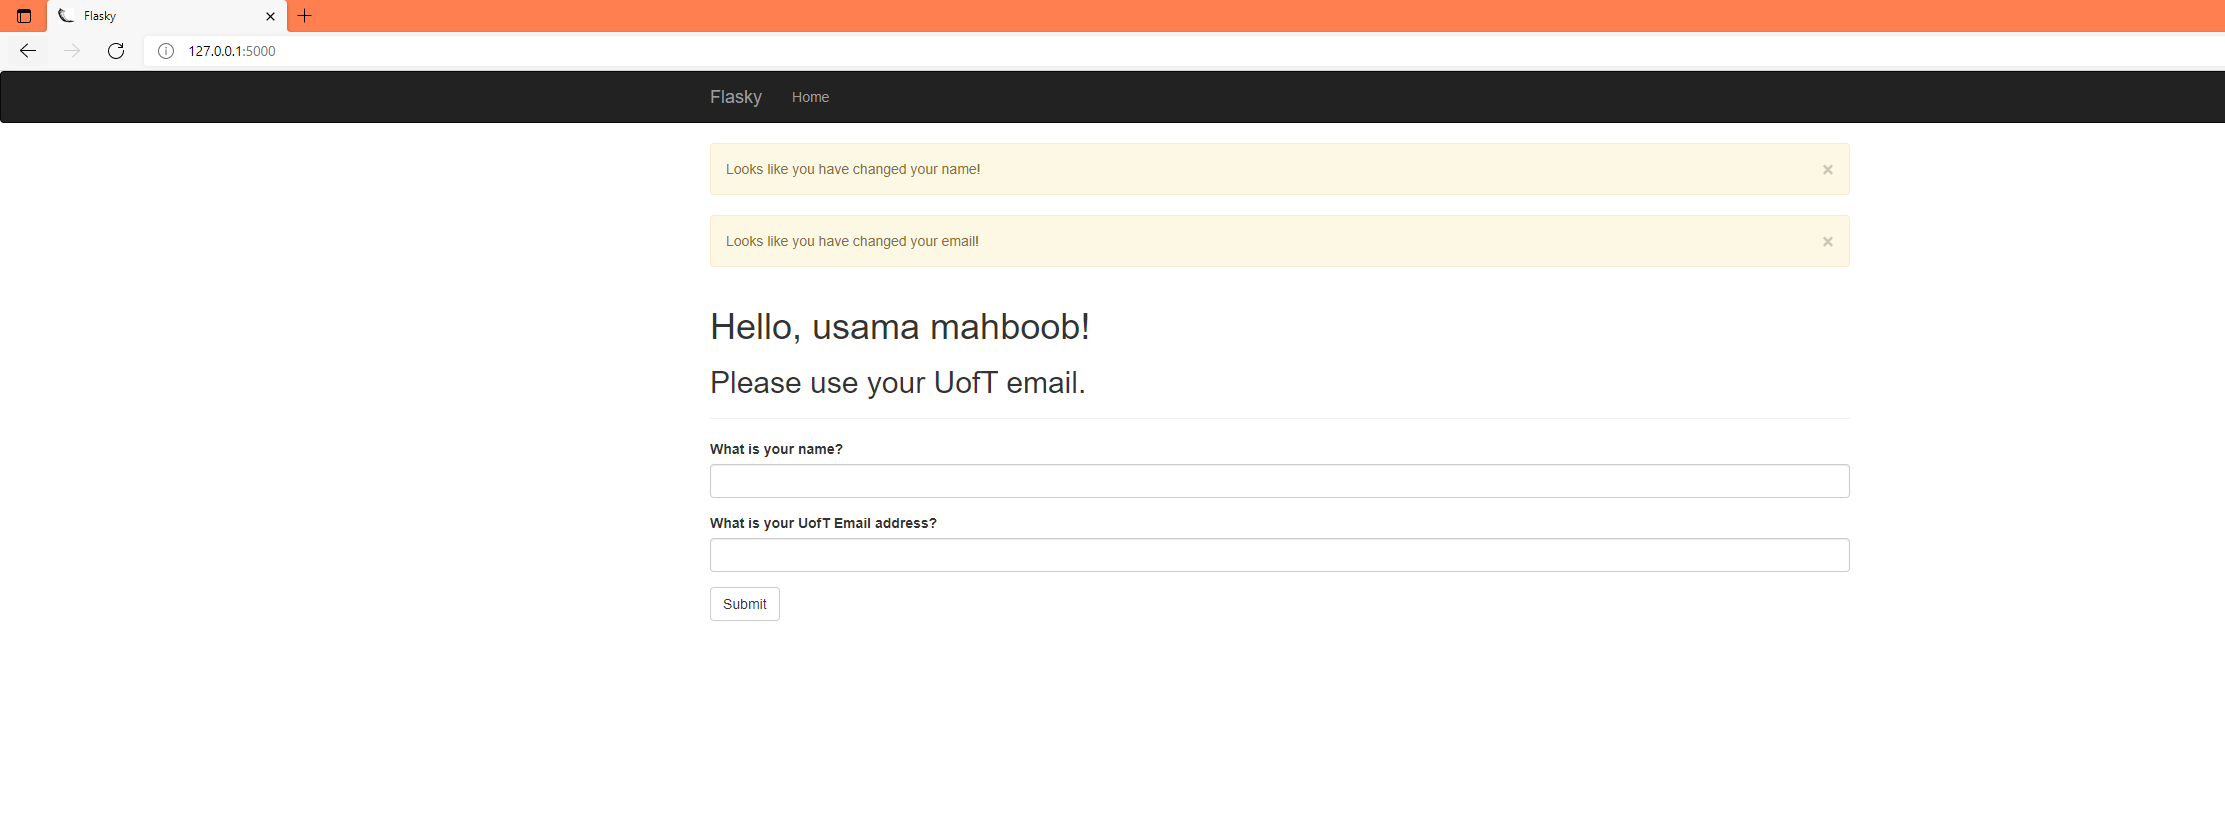 Flasky
127.0.0.1:5000
Flasky Home
Looks like you have changed your name! ×
Looks like you have changed your email! ×
Hello, usama mahboob!
Please use your UofT email.
What is your name?
What is your UofT Email address?
Submit